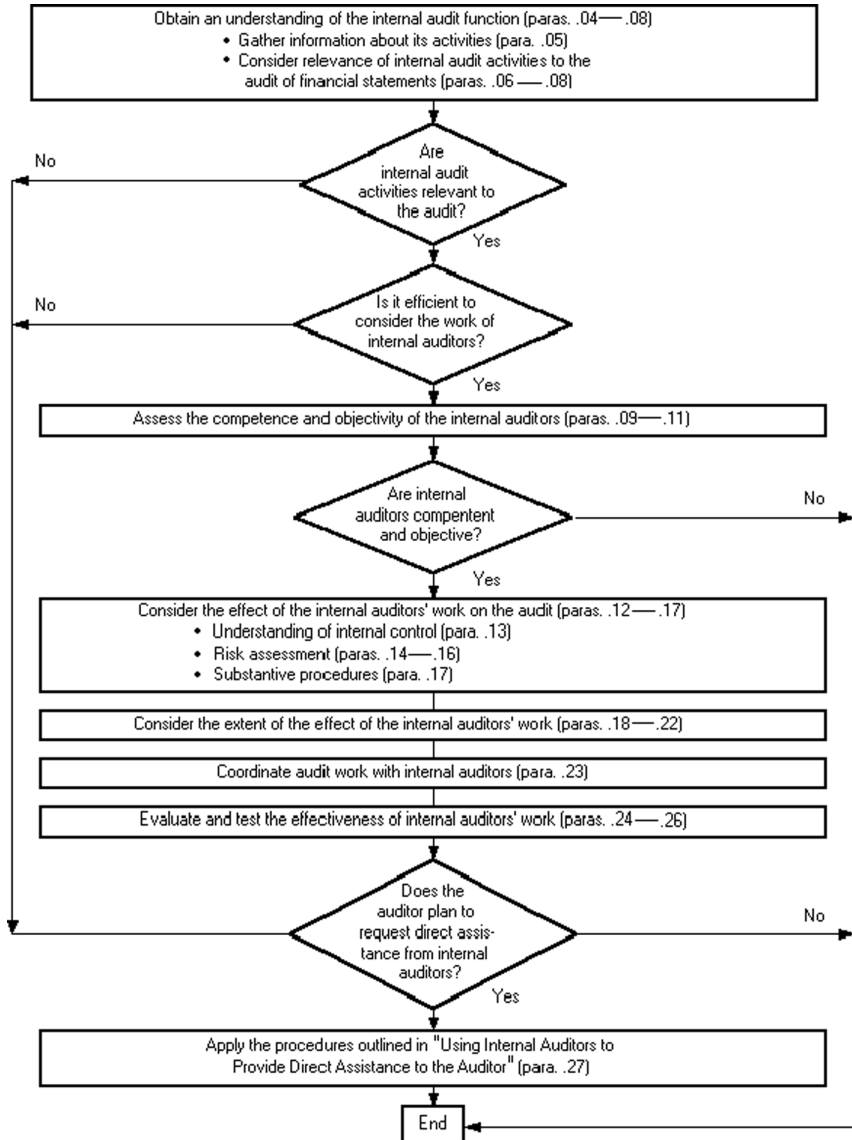 Obtain an understanding of the internal audit function (paras. .04—.08)
• Gather information about its activities (para. .05)
• Consider relevance of internal audit activities to the
audit of financial statements (paras. .06 — .08)
Are
internal audit
activities relevant to
the audit?
No
Yes
Is it efficient to
consider the work of
internal auditors?
No
Yes
Assess the competence and objectivity of the internal auditors (paras. .09—.11)
Are internal
auditors compentent
and objective?
No
Yes
Consider the effect of the internal auditors' work on the audit (paras. .12—.17)
• Understanding of internal control (para. .13)
• Risk assessment (paras. .14—.16)
• Substantive procedures (para. .17)
Consider the extent of the effect of the internal auditors' work (paras. .18—.22)
Coordinate audit work with internal auditors (para. .23)
Evaluate and test the effectiveness of internal auditors' work (paras. .24—.26)
Does the
auditor plan to
request direct assis-
tance from internal
auditors?
No
Yes
Apply the procedures outlined in "Using Internal Auditors to
Provide Direct Assistance to the Auditor" (para. .27)
End